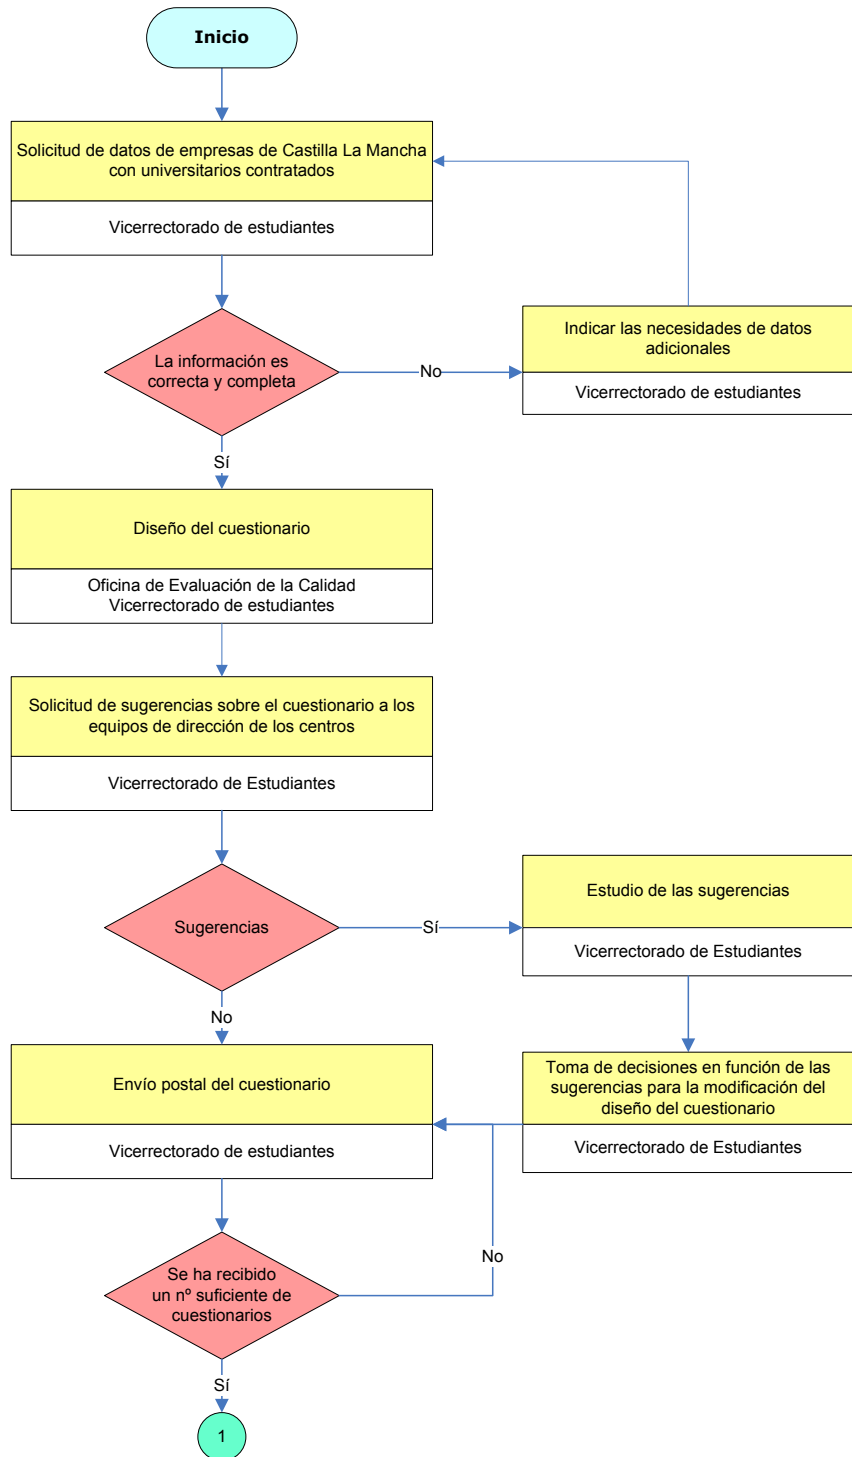 Inicio
Solicitud de datos de empresas de Castilla La Mancha
con universitarios contratados
Vicerrectorado de estudiantes
La información es
correcta y completa
No
Indicar las necesidades de datos
adicionales
Vicerrectorado de estudiantes
Sí
Diseño del cuestionario
Oficina de Evaluación de la Calidad
Vicerrectorado de estudiantes
Solicitud de sugerencias sobre el cuestionario a los
equipos de dirección de los centros
Vicerrectorado de Estudiantes
Sugerencias
Sí
Estudio de las sugerencias
Vicerrectorado de Estudiantes
No
Toma de decisiones en función de las
sugerencias para la modificación del
diseño del cuestionario
Vicerrectorado de Estudiantes
Envío postal del cuestionario
Vicerrectorado de estudiantes
Se ha recibido
un nº suficiente de
cuestionarios
No
Sí
1